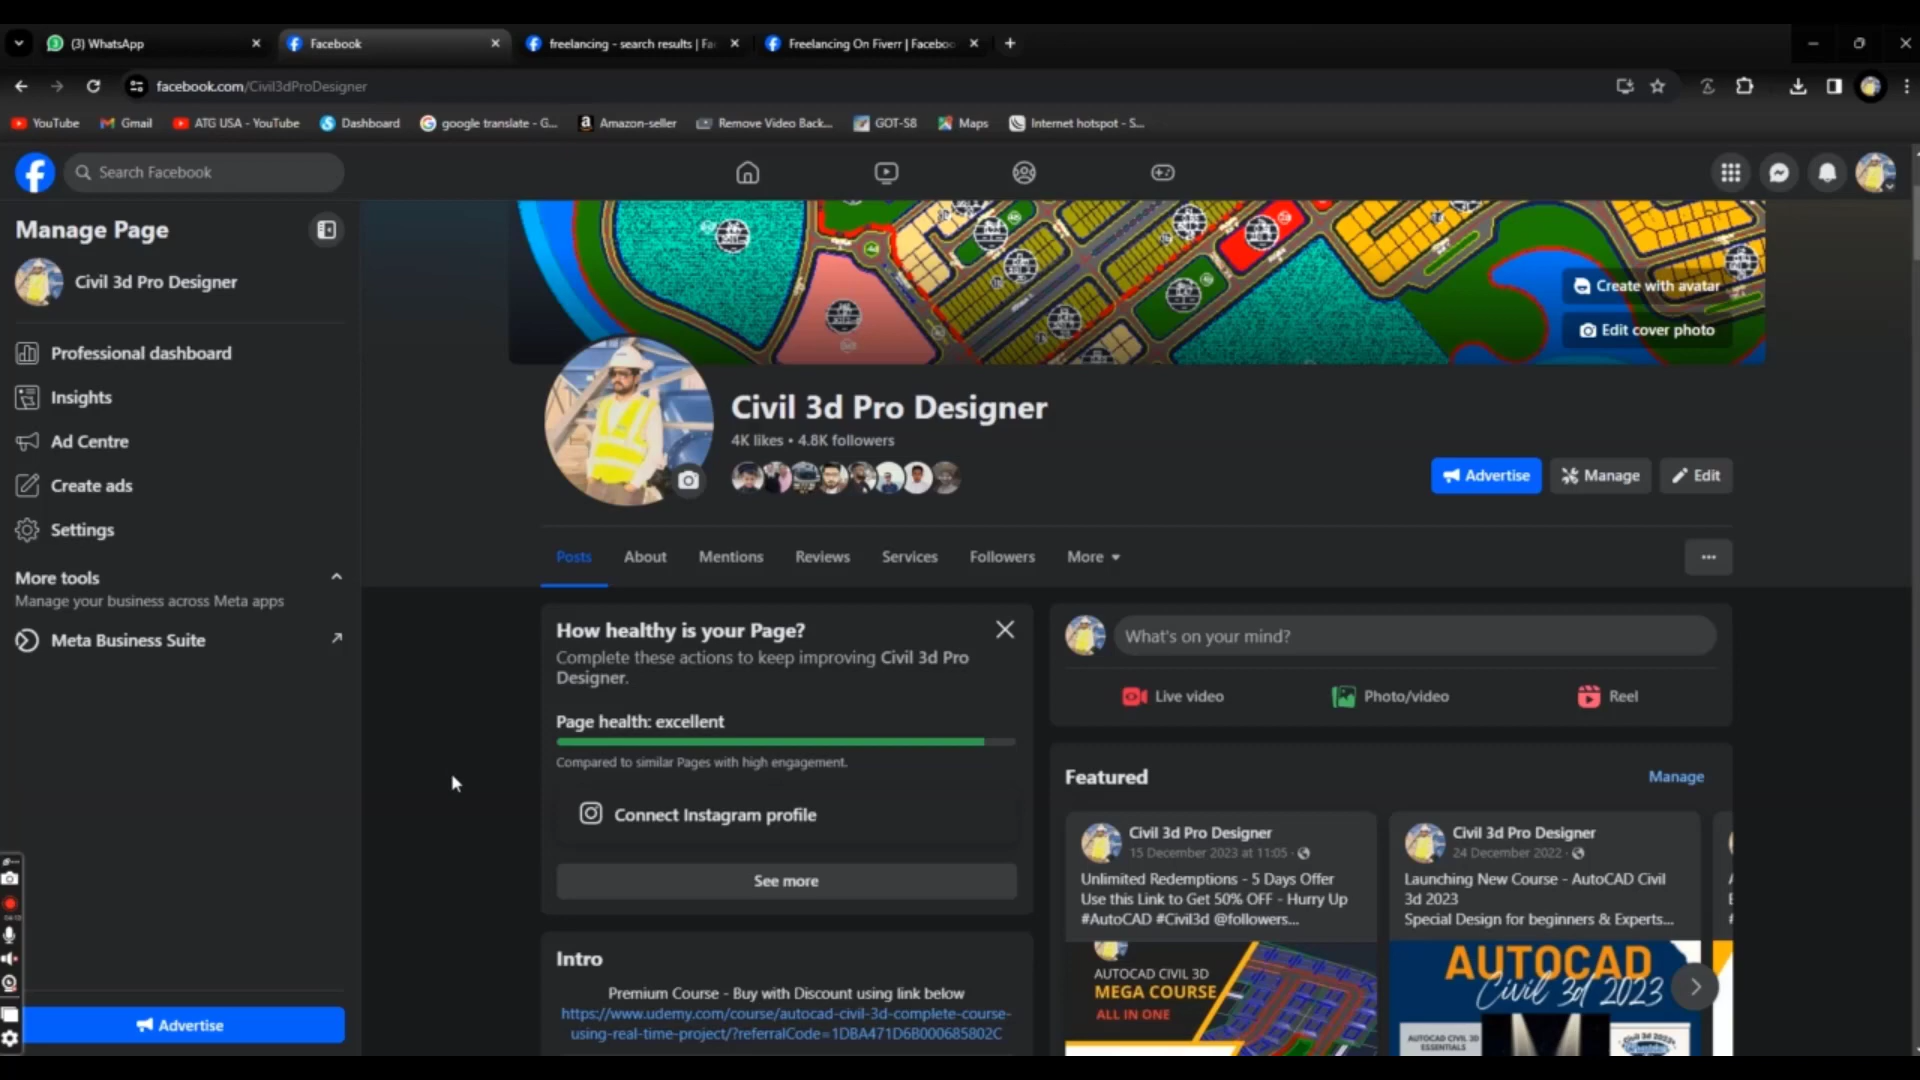 (3) WhatsApp
Facebook
freelancing - search results | Fa
Freelancing On Fiverr | Faceboo
facebook.com/Civil3dProDesigner
YouTube
Gmail
ATG USA - YouTube
Dashboard
google translate - G...
Amazon-seller
Remove Video Back...
GOT-S8
Maps
Internet hotspot - S...
Search Facebook
Manage Page
Civil 3d Pro Designer
Professional dashboard
Insights
Ad Centre
Create ads
Settings
More tools
Manage your business across Meta apps
Meta Business Suite
Advertise
Create with avatar
Edit cover photo
Civil 3d Pro Designer
4K likes • 4.8K followers
Advertise
Manage
Edit
Posts
About
Mentions
Reviews
Services
Followers
More
How healthy is your Page?
Complete these actions to keep improving Civil 3d Pro
Designer.
Page health: excellent
Compared to similar Pages with high engagement.
Connect Instagram profile
See more
Intro
Premium Course - Buy with Discount using link below
https://www.udemy.com/course/autocad-civil-3d-complete-course-
using-real-time-project/?referralCode=1DBA471D6B000685802C
What's on your mind?
Live video
Photo/video
Reel
Featured
Manage
Civil 3d Pro Designer
15 December 2023 at 11:05 ·
Unlimited Redemptions - 5 Days Offer
Use this Link to Get 50% OFF - Hurry Up
#AutoCAD #Civil3d @followers...
AUTOCAD CIVIL 3D
MEGA COURSE
ALL IN ONE
Civil 3d Pro Designer
24 December 2022 ·
Launching New Course - AutoCAD Civil
3d 2023
Special Design for beginners & Experts...
AUTOCAD
Civil 3d 2023
AUTOCAD CIVIL 3D
ESSENTIALS